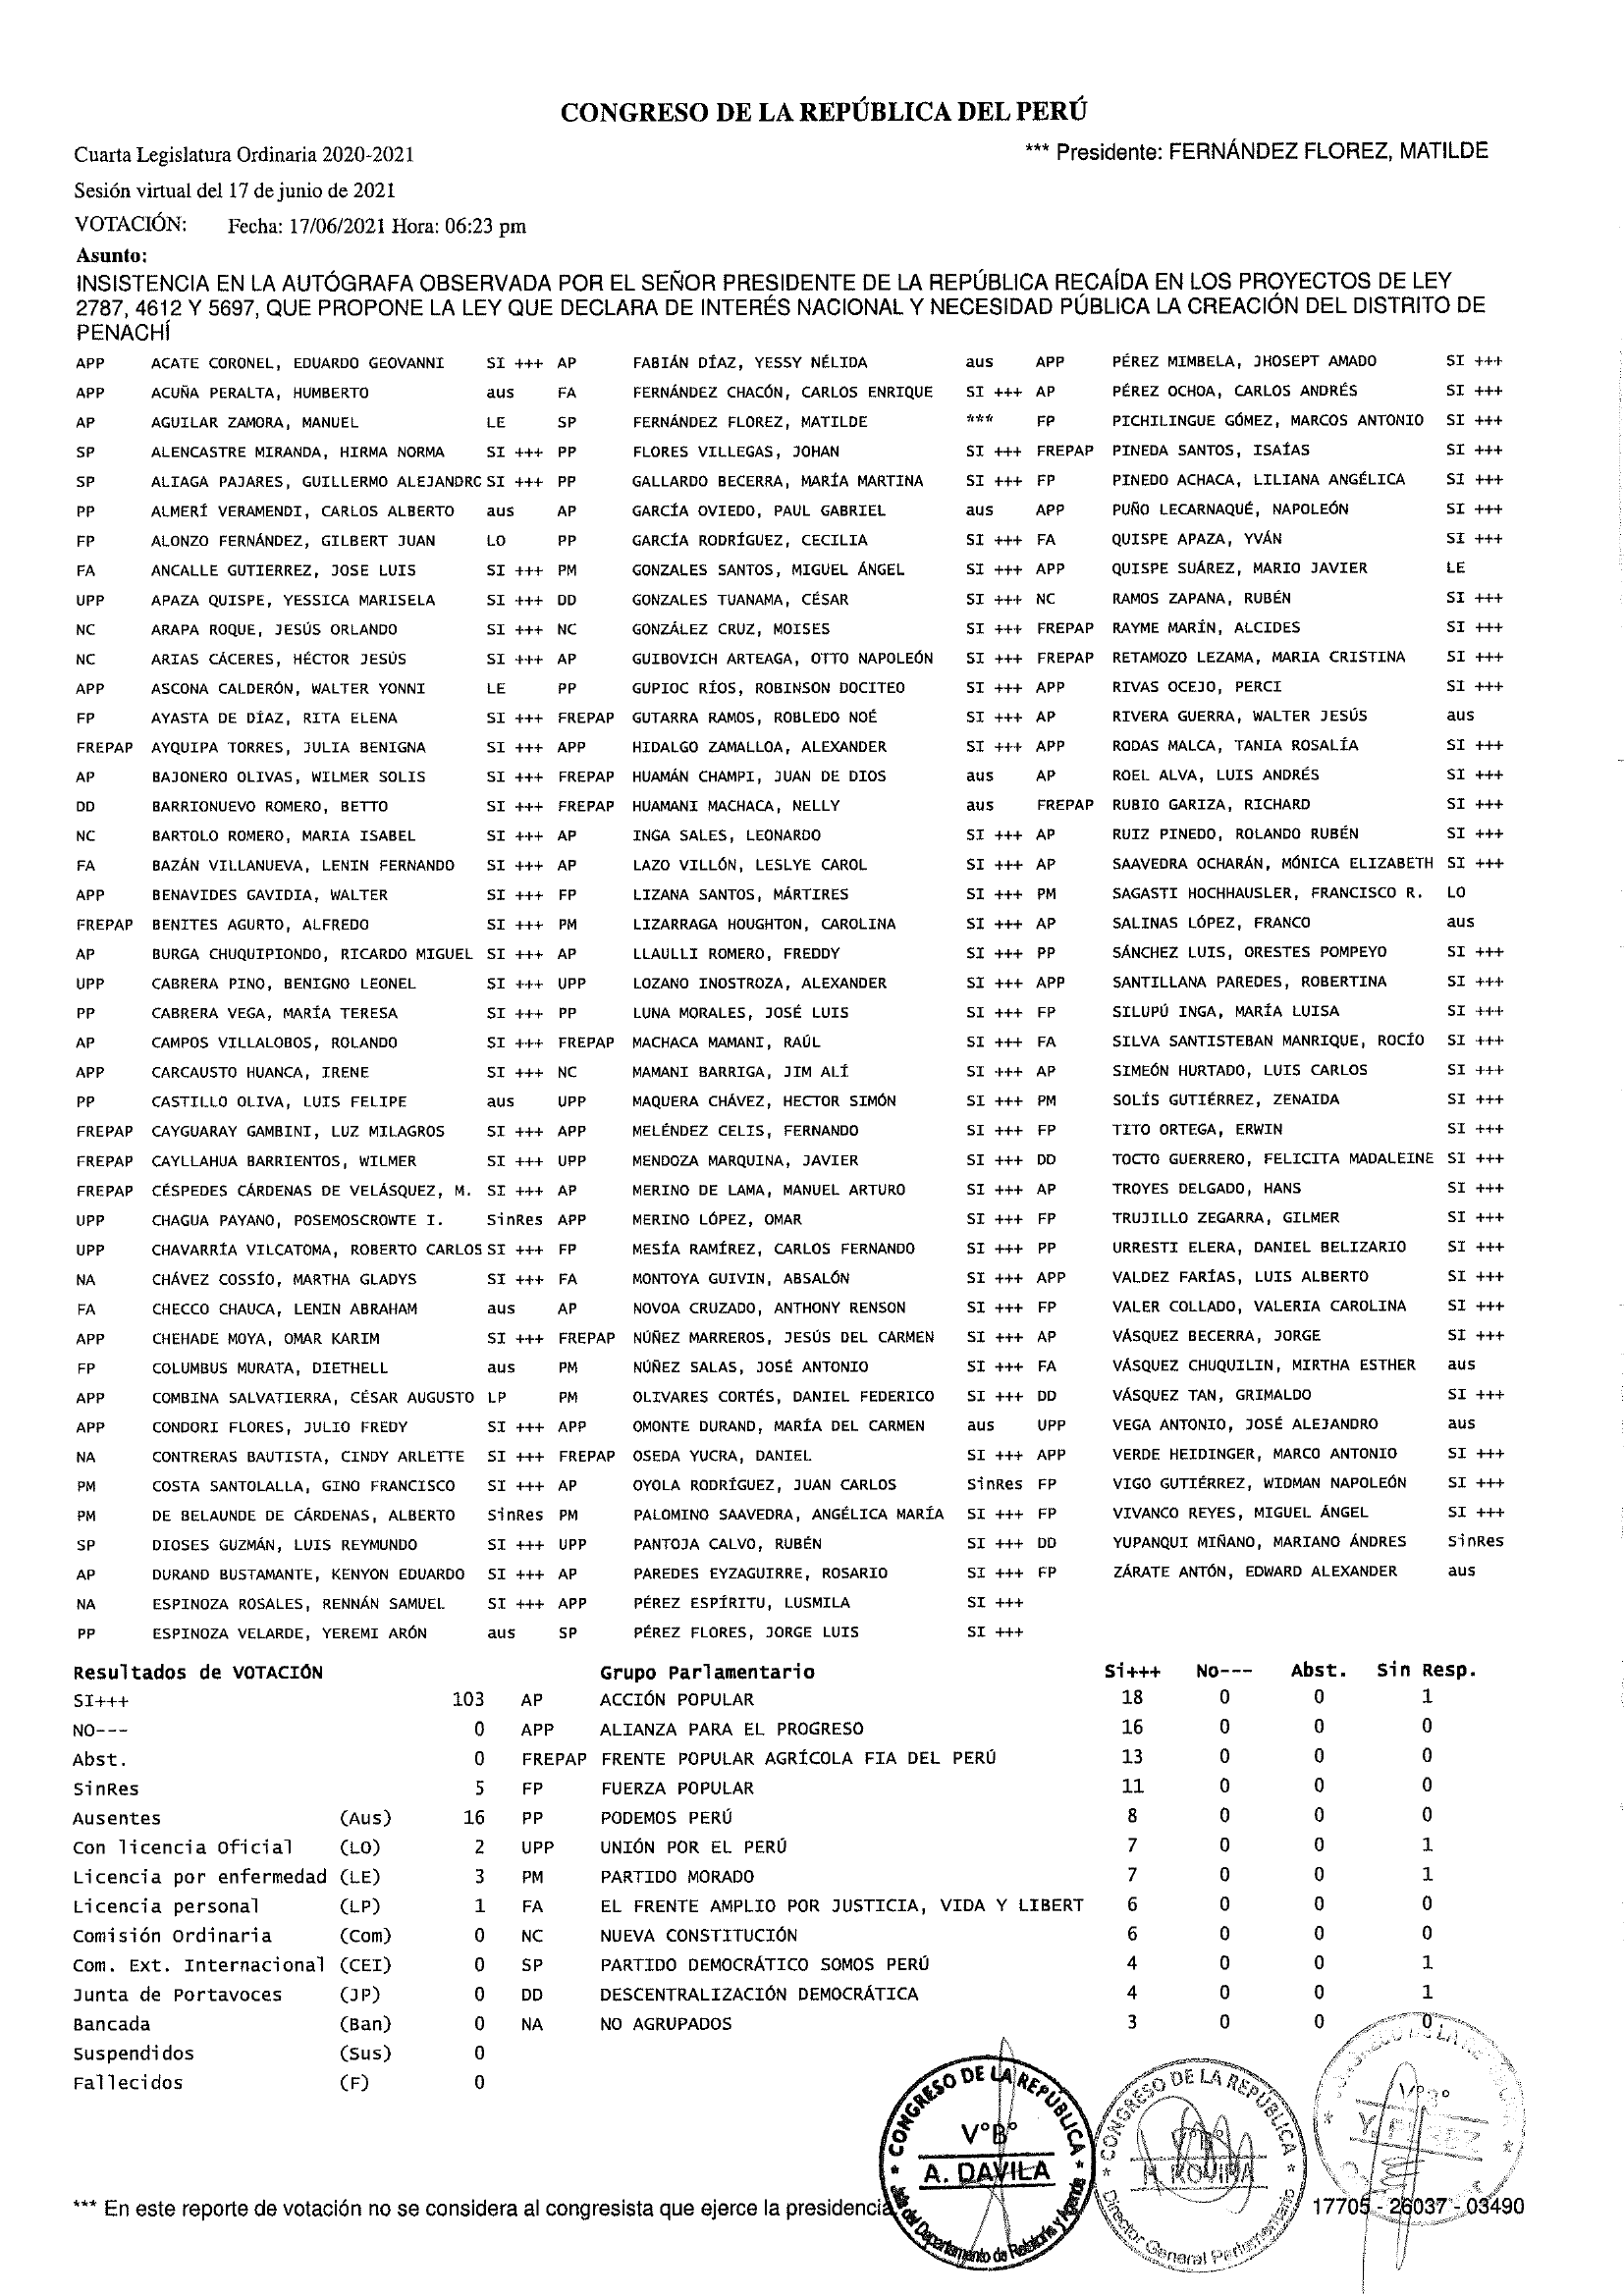 CONGRESO DE LA REPÚBLICA DEL PERÚ
Cuarta Legislatura Ordinaria 2020-2021 *** Presidente: FERNÁNDEZ FLOREZ, MATILDE
Sesión virtual del 17 de junio de 2021
VOTACIÓN: Fecha: 17/06/2021 Hora: 06:23 pm
Asunto:
INSISTENCIA EN LA AUTÓGRAFA OBSERVADA POR EL SEÑOR PRESIDENTE DE LA REPÚBLICA RECAÍDA EN LOS PROYECTOS DE LEY
2787, 4612 Y 5697, QUE PROPONE LA LEY QUE DECLARA DE INTERÉS NACIONAL Y NECESIDAD PÚBLICA LA CREACIÓN DEL DISTRITO DE
PENACHÍ
APP ACATE CORONEL, EDUARDO GEOVANNI SI +++ AP FABIÁN DÍAZ, YESSY NÉLIDA aus APP PÉREZ MIMBELA, JHOSEPT AMADO SI +++
APP ACUÑA PERALTA, HUMBERTO aus FA FERNÁNDEZ CHACÓN, CARLOS ENRIQUE SI +++ AP PÉREZ OCHOA, CARLOS ANDRÉS SI +++
AP AGUILAR ZAMORA, MANUEL LE SP FERNÁNDEZ FLOREZ, MATILDE *** FP PICHILINGUE GÓMEZ, MARCOS ANTONIO SI +++
SP ALENCASTRE MIRANDA, HIRMA NORMA SI +++ PP FLORES VILLEGAS, JOHAN SI +++ FREPAP PINEDA SANTOS, ISAÍAS SI +++
SP ALIAGA PAJARES, GUILLERMO ALEJANDRO SI +++ PP GALLARDO BECERRA, MARÍA MARTINA SI +++ FP PINEDO ACHACA, LILIANA ANGÉLICA SI +++
PP ALMERÍ VERAMENDI, CARLOS ALBERTO aus AP GARCÍA OVIEDO, PAUL GABRIEL aus APP PUÑO LECARNAQUÉ, NAPOLEÓN SI +++
FP ALONZO FERNÁNDEZ, GILBERT JUAN LO PP GARCÍA RODRÍGUEZ, CECILIA SI +++ FA QUISPE APAZA, YVÁN SI +++
FA ANCALLE GUTIERREZ, JOSE LUIS SI +++ PM GONZALES SANTOS, MIGUEL ÁNGEL SI +++ APP QUISPE SUÁREZ, MARIO JAVIER LE
UPP APAZA QUISPE, YESSICA MARISELA SI +++ DD GONZALES TUANAMA, CÉSAR SI +++ NC RAMOS ZAPANA, RUBÉN SI +++
NC ARAPA ROQUE, JESÚS ORLANDO SI +++ NC GONZÁLEZ CRUZ, MOISES SI +++ FREPAP RAYME MARÍN, ALCIDES SI +++
NC ARIAS CÁCERES, HÉCTOR JESÚS SI +++ AP GUIBOVICH ARTEAGA, OTTO NAPOLEÓN SI +++ FREPAP RETAMOZO LEZAMA, MARIA CRISTINA SI +++
APP ASCONA CALDERÓN, WALTER YONNI LE PP GUPIOC RÍOS, ROBINSON DOCITEO SI +++ APP RIVAS OCEJO, PERCI SI +++
FP AYASTA DE DÍAZ, RITA ELENA SI +++ FREPAP GUTARRA RAMOS, ROBLEDO NOÉ SI +++ AP RIVERA GUERRA, WALTER JESÚS aus
FREPAP AYQUIPA TORRES, JULIA BENIGNA SI +++ APP HIDALGO ZAMALLOA, ALEXANDER SI +++ APP RODAS MALCA, TANIA ROSALÍA SI +++
AP BAJONERO OLIVAS, WILMER SOLIS SI +++ FREPAP HUAMÁN CHAMPI, JUAN DE DIOS aus AP ROEL ALVA, LUIS ANDRÉS SI +++
DD BARRIONUEVO ROMERO, BETTO SI +++ FREPAP HUAMANI MACHACA, NELLY aus FREPAP RUBIO GARIZA, RICHARD SI +++
NC BARTOLO ROMERO, MARIA ISABEL SI +++ AP INGA SALES, LEONARDO SI +++ AP RUIZ PINEDO, ROLANDO RUBÉN SI +++
FA BAZÁN VILLANUEVA, LENIN FERNANDO SI +++ AP LAZO VILLÓN, LESLYE CAROL SI +++ AP SAAVEDRA OCHARÁN, MÓNICA ELIZABETH SI +++
APP BENAVIDES GAVIDIA, WALTER SI +++ FP LIZANA SANTOS, MÁRTIRES SI +++ PM SAGASTI HOCHHAUSLER, FRANCISCO R. LO
FREPAP BENITES AGURTO, ALFREDO SI +++ PM LIZARRAGA HOUGHTON, CAROLINA SI +++ AP SALINAS LÓPEZ, FRANCO aus
AP BURGA CHUQUIPIONDO, RICARDO MIGUEL SI +++ AP LLAULLI ROMERO, FREDDY SI +++ PP SÁNCHEZ LUIS, ORESTES POMPEYO SI +++
UPP CABRERA PINO, BENIGNO LEONEL SI +++ UPP LOZANO INOSTROZA, ALEXANDER SI +++ APP SANTILLANA PAREDES, ROBERTINA SI +++
PP CABRERA VEGA, MARÍA TERESA SI +++ PP LUNA MORALES, JOSÉ LUIS SI +++ FP SILUPÚ INGA, MARÍA LUISA SI +++
AP CAMPOS VILLALOBOS, ROLANDO SI +++ FREPAP MACHACA MAMANI, RAÚL SI +++ FA SILVA SANTISTEBAN MANRIQUE, ROCÍO SI +++
APP CARCAUSTO HUANCA, IRENE SI +++ NC MAMANI BARRIGA, JIM ALÍ SI +++ AP SIMEÓN HURTADO, LUIS CARLOS SI +++
PP CASTILLO OLIVA, LUIS FELIPE aus UPP MAQUERA CHÁVEZ, HECTOR SIMÓN SI +++ PM SOLÍS GUTIÉRREZ, ZENAIDA SI +++
FREPAP CAYGUARAY GAMBINI, LUZ MILAGROS SI +++ APP MELÉNDEZ CELIS, FERNANDO SI +++ FP TITO ORTEGA, ERWIN SI +++
FREPAP CAYLLAHUA BARRIENTOS, WILMER SI +++ UPP MENDOZA MARQUINA, JAVIER SI +++ DD TOCTO GUERRERO, FELICITA MADALEINE SI +++
FREPAP CÉSPEDES CÁRDENAS DE VELÁSQUEZ, M. SI +++ AP MERINO DE LAMA, MANUEL ARTURO SI +++ AP TROYES DELGADO, HANS SI +++
UPP CHAGUA PAYANO, POSEMOSCROWTE I. SinRes APP MERINO LÓPEZ, OMAR SI +++ FP TRUJILLO ZEGARRA, GILMER SI +++
UPP CHAVARRÍA VILCATOMA, ROBERTO CARLOS SI +++ FP MESÍA RAMÍREZ, CARLOS FERNANDO SI +++ PP URRESTI ELERA, DANIEL BELIZARIO SI +++
NA CHÁVEZ COSSÍO, MARTHA GLADYS SI +++ FA MONTOYA GUIVIN, ABSALÓN SI +++ APP VALDEZ FARÍAS, LUIS ALBERTO SI +++
FA CHECCO CHAUCA, LENIN ABRAHAM aus AP NOVOA CRUZADO, ANTHONY RENSON SI +++ FP VALER COLLADO, VALERIA CAROLINA SI +++
APP CHEHADE MOYA, OMAR KARIM SI +++ FREPAP NÚÑEZ MARREROS, JESÚS DEL CARMEN SI +++ AP VÁSQUEZ BECERRA, JORGE SI +++
FP COLUMBUS MURATA, DIETHELL aus PM NÚÑEZ SALAS, JOSÉ ANTONIO SI +++ FA VÁSQUEZ CHUQUILIN, MIRTHA ESTHER aus
APP COMBINA SALVATIERRA, CÉSAR AUGUSTO LP PM OLIVARES CORTÉS, DANIEL FEDERICO SI +++ DD VÁSQUEZ TAN, GRIMALDO SI +++
APP CONDORI FLORES, JULIO FREDY SI +++ APP OMONTE DURAND, MARÍA DEL CARMEN aus UPP VEGA ANTONIO, JOSÉ ALEJANDRO aus
NA CONTRERAS BAUTISTA, CINDY ARLETTE SI +++ FREPAP OSEDA YUCRA, DANIEL SI +++ APP VERDE HEIDINGER, MARCO ANTONIO SI +++
PM COSTA SANTOLALLA, GINO FRANCISCO SI +++ AP OYOLA RODRÍGUEZ, JUAN CARLOS SinRes FP VIGO GUTIÉRREZ, WIDMAN NAPOLEÓN SI +++
PM DE BELAUNDE DE CÁRDENAS, ALBERTO SinRes PM PALOMINO SAAVEDRA, ANGÉLICA MARÍA SI +++ FP VIVANCO REYES, MIGUEL ÁNGEL SI +++
SP DIOSES GUZMÁN, LUIS REYMUNDO SI +++ UPP PANTOJA CALVO, RUBÉN SI +++ DD YUPANQUI MIÑANO, MARIANO ÁNDRES SinRes
AP DURAND BUSTAMANTE, KENYON EDUARDO SI +++ AP PAREDES EYZAGUIRRE, ROSARIO SI +++ FP ZÁRATE ANTÓN, EDWARD ALEXANDER aus
NA ESPINOZA ROSALES, RENNÁN SAMUEL SI +++ APP PÉREZ ESPÍRITU, LUSMILA SI +++
PP ESPINOZA VELARDE, YEREMI ARÓN aus SP PÉREZ FLORES, JORGE LUIS SI +++
Resultados de VOTACIÓN Grupo Parlamentario Si+++ No--- Abst. Sin Resp.
SI+++ 103 AP ACCIÓN POPULAR 18 0 0 1
NO--- 0 APP ALIANZA PARA EL PROGRESO 16 0 0 0
Abst. 0 FREPAP FRENTE POPULAR AGRÍCOLA FIA DEL PERÚ 13 0 0 0
SinRes 5 FP FUERZA POPULAR 11 0 0 0
Ausentes (Aus) 16 PP PODEMOS PERÚ 8 0 0 0
Con licencia Oficial (LO) 2 UPP UNIÓN POR EL PERÚ 7 0 0 1
Licencia por enfermedad (LE) 3 PM PARTIDO MORADO 7 0 0 1
Licencia personal (LP) 1 FA EL FRENTE AMPLIO POR JUSTICIA, VIDA Y LIBERT 6 0 0 0
Comisión Ordinaria (Com) 0 NC NUEVA CONSTITUCIÓN 6 0 0 0
Com. Ext. Internacional (CEI) 0 SP PARTIDO DEMOCRÁTICO SOMOS PERÚ 4 0 0 1
Junta de Portavoces (JP) 0 DD DESCENTRALIZACIÓN DEMOCRÁTICA 4 0 0 1
Bancada (Ban) 0 NA NO AGRUPADOS 3 0 0 0
Suspendidos (Sus) 0
Fallecidos (F) 0
* CONGRESO DE LA REPÚBLICA *
V°B°
A. DAVILA
Jefa del Departamento de Relatoría y Agenda
* CONGRESO DE LA REPÚBLICA *
H. ROVIRA
Director General Parlamentario
V°B°
*** En este reporte de votación no se considera al congresista que ejerce la presidencia 17705 - 26037 - 03490